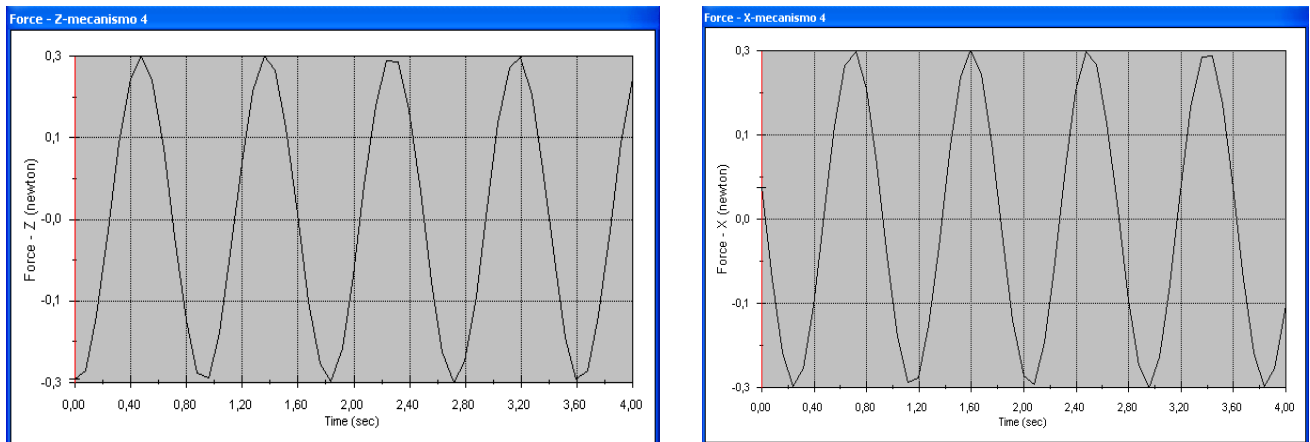 Force - Z-mecanismo 4
0,3
0,1
-0,0
-0,1
-0,3
Force - Z (newton)
0,00 0,40 0,80 1,20 1,60 2,00 2,40 2,80 3,20 3,60 4,00
Time (sec)
Force - X-mecanismo 4
0,3
0,1
0,0
-0,1
-0,3
Force - X (newton)
0,00 0,40 0,80 1,20 1,60 2,00 2,40 2,80 3,20 3,60 4,00
Time (sec)